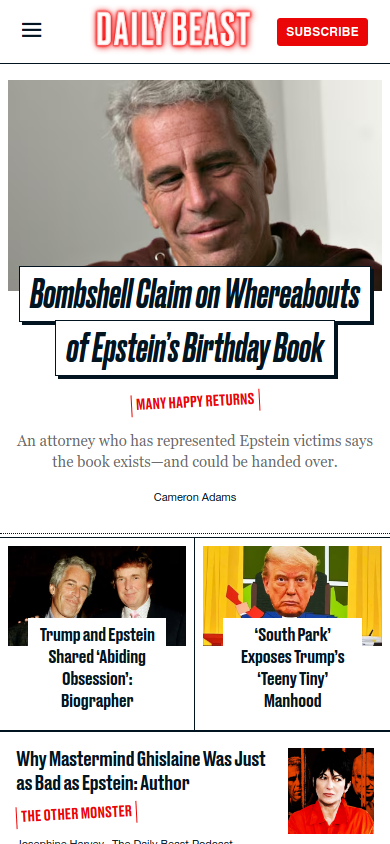 DAILY BEAST
SUBSCRIBE
Bombshell Claim on Whereabouts
of Epstein's Birthday Book
MANY HAPPY RETURNS
An attorney who has represented Epstein victims says
the book exists—and could be handed over.
Cameron Adams
Trump and Epstein
Shared ‘Abiding
Obsession’:
Biographer
‘South Park’
Exposes Trump’s
‘Teeny Tiny’
Manhood
Why Mastermind Ghislaine Was Just
as Bad as Epstein: Author
THE OTHER MONSTER
Josephine Harvey, The Daily Beast Podcast